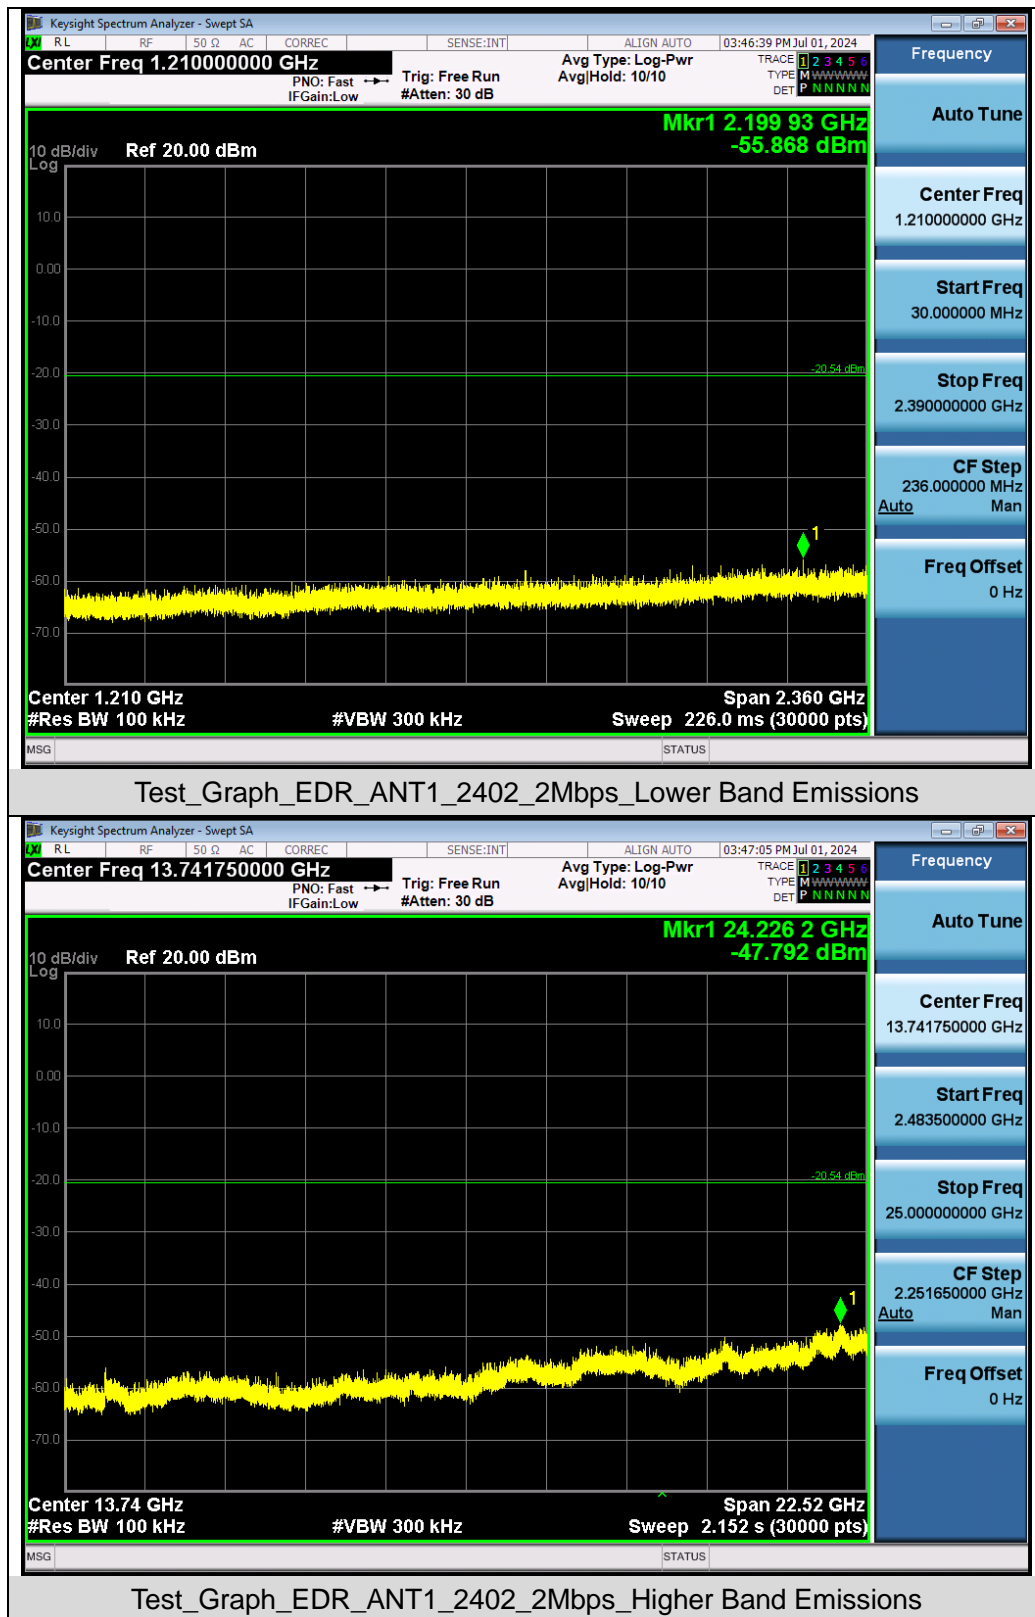 Keysight Spectrum Analyzer - Swept SA
LXI RL RF 50 Ω AC CORREC SENSE:INT ALIGN AUTO 03:46:39 PM Jul 01, 2024
Center Freq 1.210000000 GHz
PNO: Fast
IFGain:Low
Trig: Free Run
#Atten: 30 dB
Avg Type: Log-Pwr
Avg|Hold: 10/10
TRACE 1 2 3 4 5 6
TYPE M WWWWW
DET P N N N N N
Mkr1 2.199 93 GHz
-55.868 dBm
10 dB/div Ref 20.00 dBm
Log
10.0
0.00
-10.0
-20.0
-20.54 dBm
-30.0
-40.0
-50.0
1
-60.0
-70.0
Center 1.210 GHz Span 2.360 GHz
#Res BW 100 kHz #VBW 300 kHz Sweep 226.0 ms (30000 pts)
MSG STATUS
Frequency
Auto Tune
Center Freq
1.210000000 GHz
Start Freq
30.000000 MHz
Stop Freq
2.390000000 GHz
CF Step
236.000000 MHz
Auto Man
Freq Offset
0 Hz
Test_Graph_EDR_ANT1_2402_2Mbps_Lower Band Emissions
Keysight Spectrum Analyzer - Swept SA
LXI RL RF 50 Ω AC CORREC SENSE:INT ALIGN AUTO 03:47:05 PM Jul 01, 2024
Center Freq 13.741750000 GHz
PNO: Fast
IFGain:Low
Trig: Free Run
#Atten: 30 dB
Avg Type: Log-Pwr
Avg|Hold: 10/10
TRACE 1 2 3 4 5 6
TYPE M WWWWW
DET P N N N N N
Mkr1 24.226 2 GHz
-47.792 dBm
10 dB/div Ref 20.00 dBm
Log
10.0
0.00
-10.0
-20.0
-20.54 dBm
-30.0
-40.0
1
-50.0
-60.0
-70.0
Center 13.74 GHz Span 22.52 GHz
#Res BW 100 kHz #VBW 300 kHz Sweep 2.152 s (30000 pts)
MSG STATUS
Frequency
Auto Tune
Center Freq
13.741750000 GHz
Start Freq
2.483500000 GHz
Stop Freq
25.000000000 GHz
CF Step
2.251650000 GHz
Auto Man
Freq Offset
0 Hz
Test_Graph_EDR_ANT1_2402_2Mbps_Higher Band Emissions